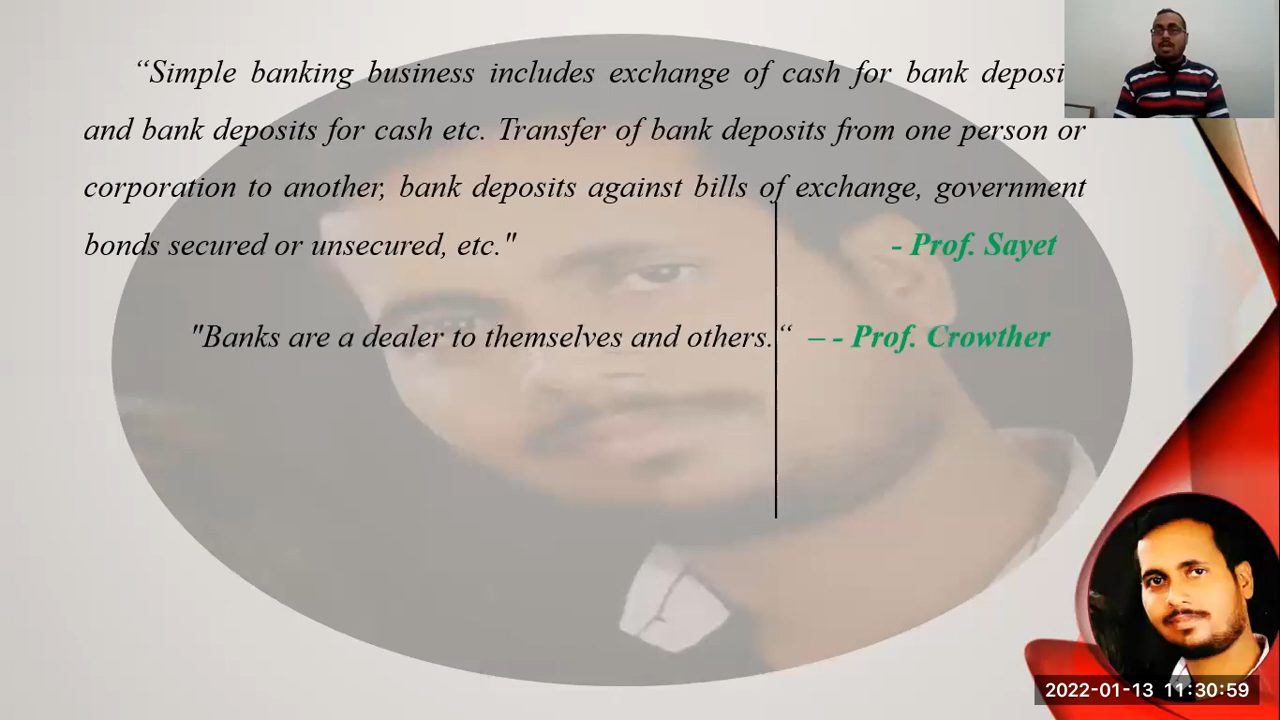 “Simple banking business includes exchange of cash for bank
and bank deposits for cash etc. Transfer of bank deposits from one person or
corporation to another, bank deposits against bills of exchange, government
bonds secured or unsecured, etc." - Prof. Sayet
"Banks are a dealer to themselves and others.“ – - Prof. Crowther
2022-01-13 11:30:59